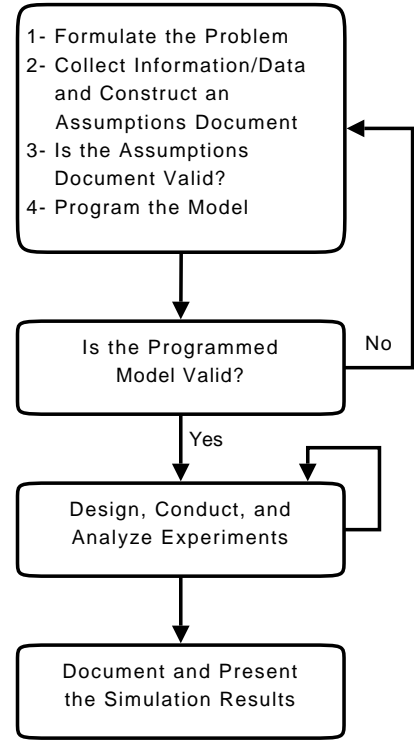 1- Formulate the Problem
2- Collect Information/Data
and Construct an
Assumptions Document
3- Is the Assumptions
Document Valid?
4- Program the Model
Is the Programmed
Model Valid?
No
Yes
Design, Conduct, and
Analyze Experiments
Document and Present
the Simulation Results